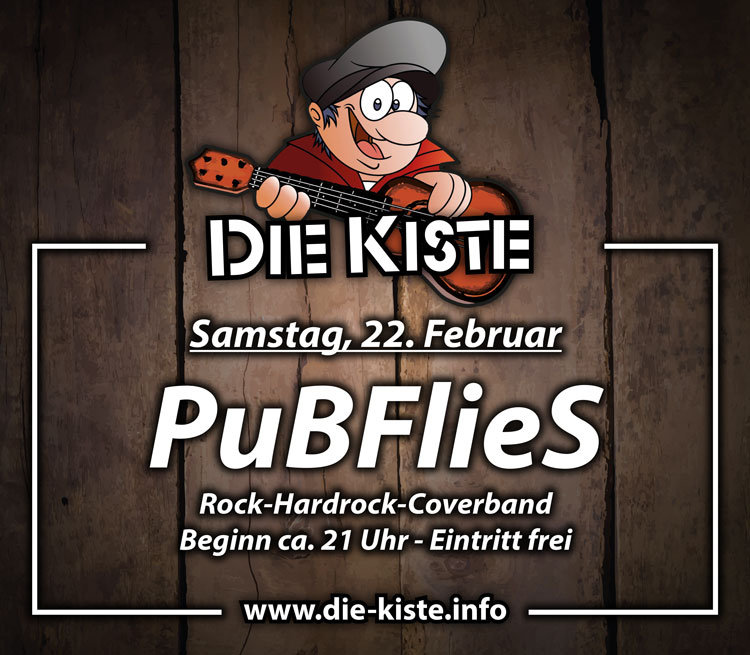 DIE KISTE
Samstag, 22. Februar
PuBFlieS
Rock-Hardrock-Coverband
Beginn ca. 21 Uhr - Eintritt frei
www.die-kiste.info